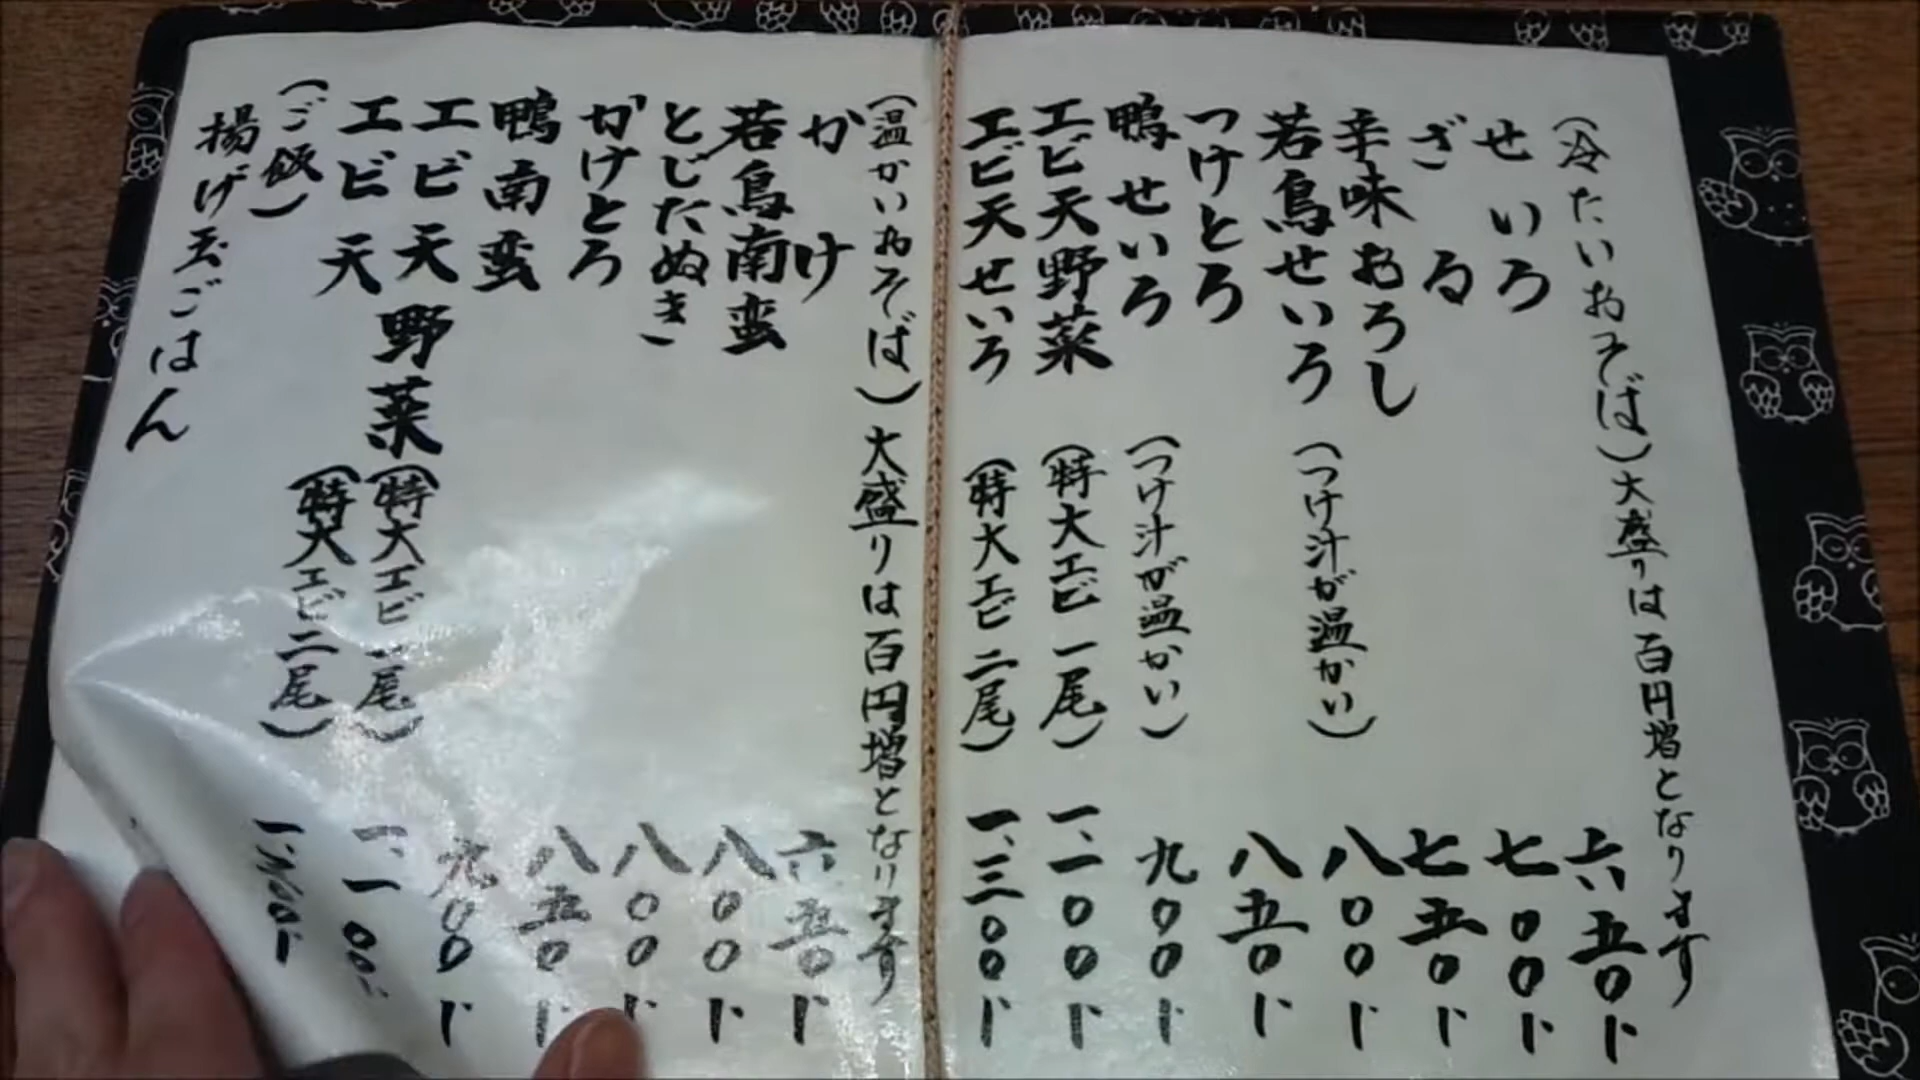 (冷たいおそば)大盛りは百円増となります
せいろ 六五〇円
ざる 七〇〇円
辛味おろし 七五〇円
若鳥せいろ(つけ汁が温かい) 八〇〇円
つけとろ 八五〇円
鴨せいろ(つけ汁が温かい) 九〇〇円
エビ天野菜(特大エビ一尾) 一、一〇〇円
エビ天せいろ(特大エビ二尾) 一、三〇〇円
(温かいおそば)大盛りは百円増となります
かけ 六五〇円
若鳥南蛮 八〇〇円
とじたぬき 八〇〇円
かけとろ 八五〇円
鴨南蛮 九〇〇円
エビ天野菜(特大エビ一尾) 一、一〇〇円
エビ天(特大エビ二尾)
(ご飯)
揚げ玉ごはん